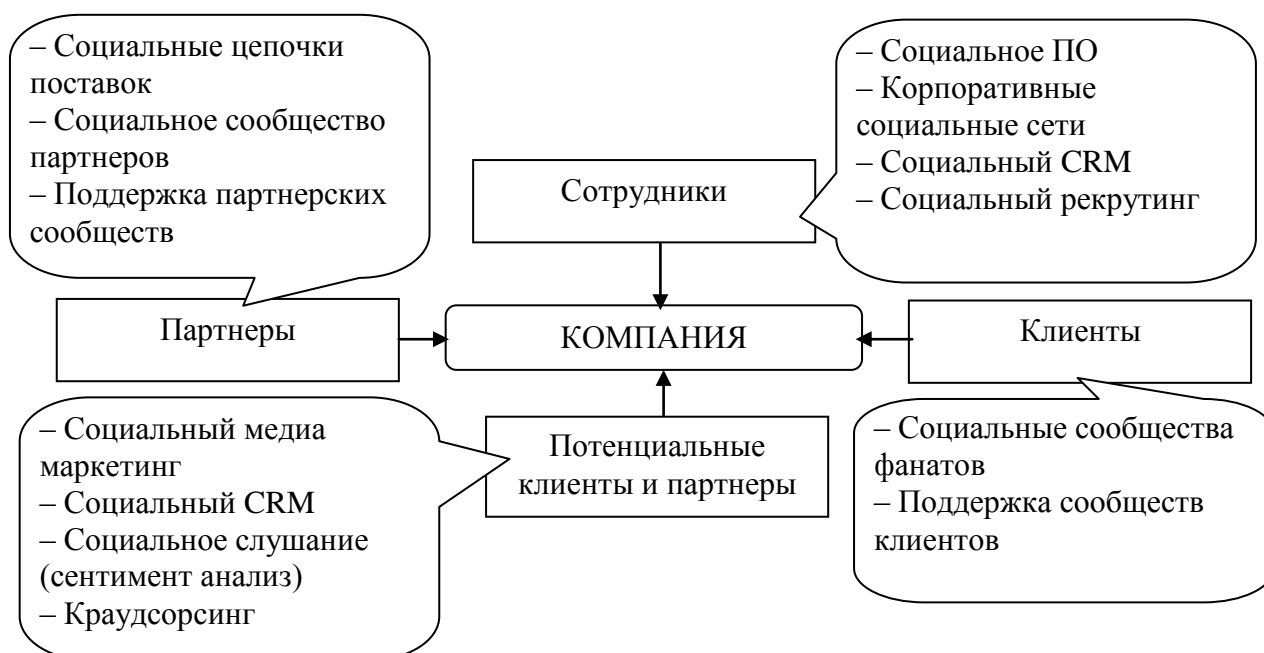 – Социальные цепочки
поставок
– Социальное сообщество
партнеров
– Поддержка партнерских
сообществ
– Социальное ПО
– Корпоративные
социальные сети
– Социальный CRM
– Социальный рекрутинг
Сотрудники
Партнеры
КОМПАНИЯ
Клиенты
– Социальный медиа
маркетинг
– Социальный CRM
– Социальное слушание
(сентимент анализ)
– Краудсорсинг
Потенциальные
клиенты и партнеры
– Социальные сообщества
фанатов
– Поддержка сообществ
клиентов